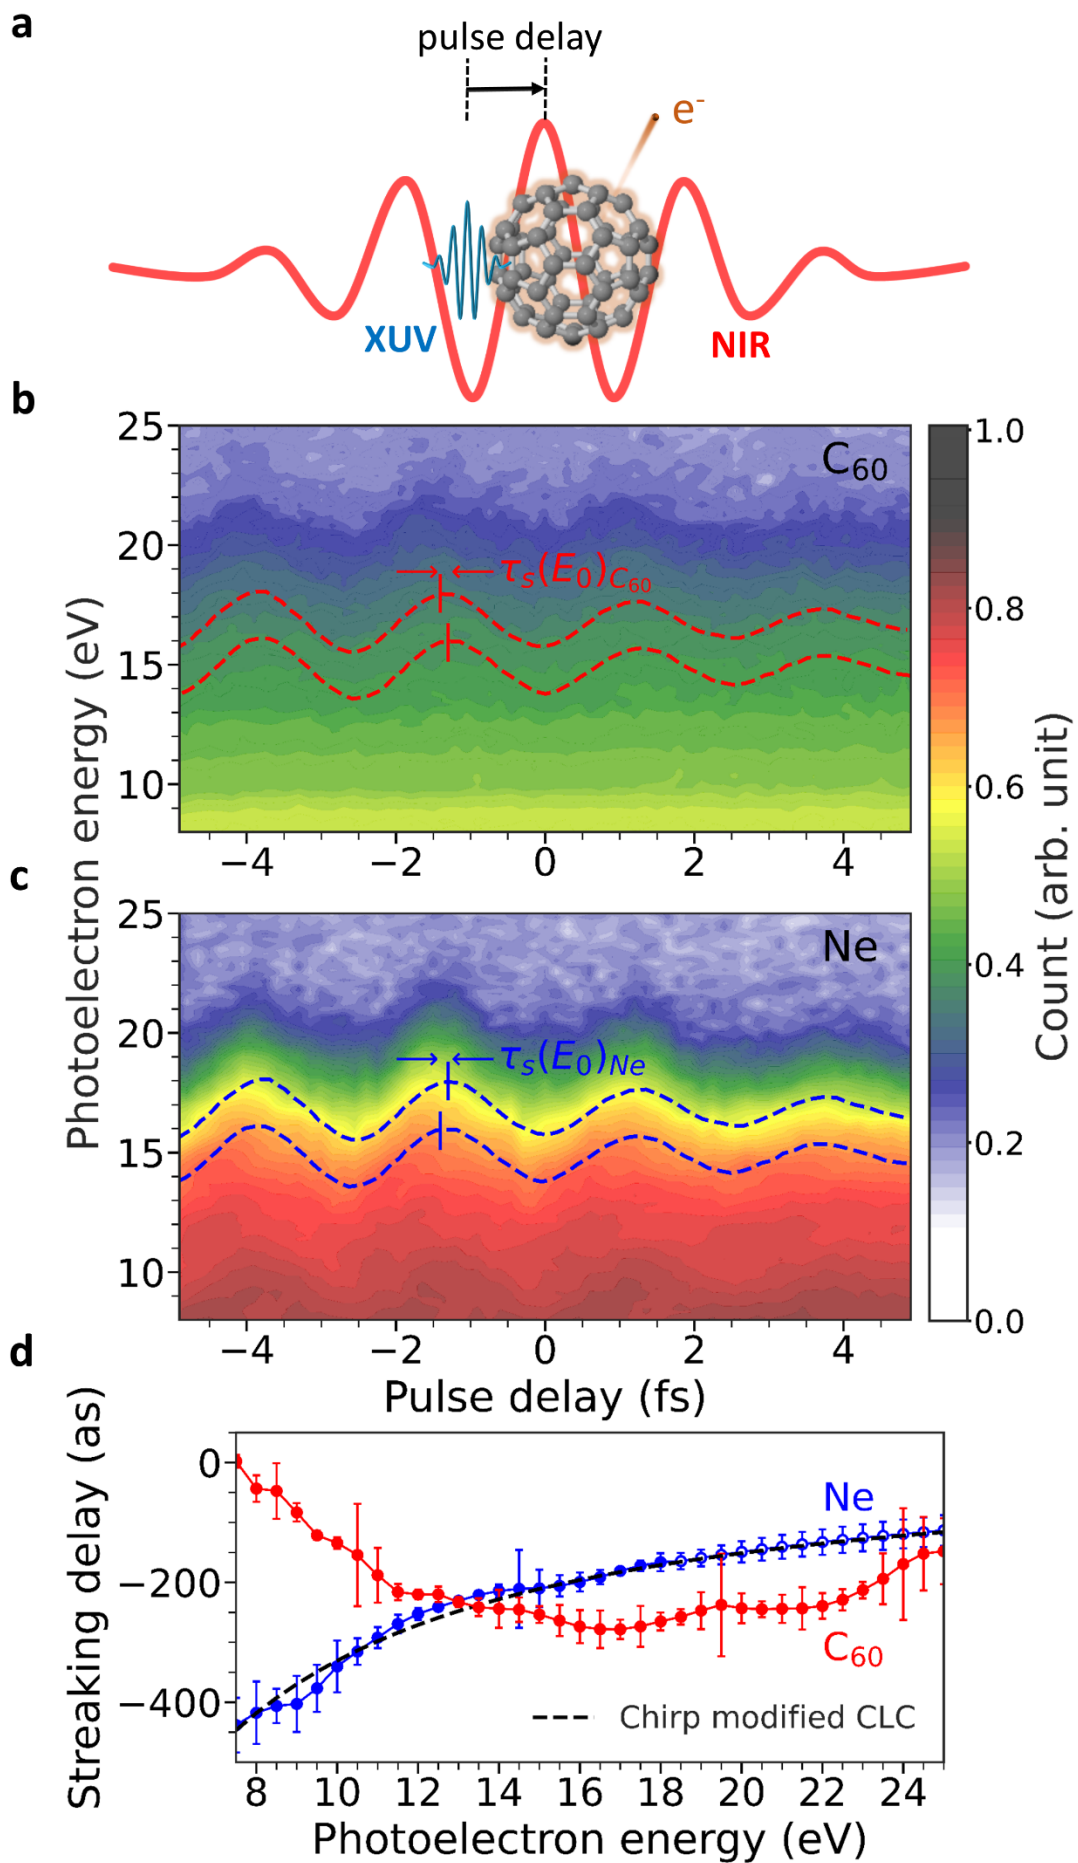 a
pulse delay
e-
XUV
NIR
b
25
20
15
10
C60
τs(E0)C60
−4 −2 0 2 4
1.0
0.8
0.6
0.4
0.2
0.0
Count (arb. unit)
Photoelectron energy (eV)
c
25
20
15
10
Ne
τs(E0)Ne
−4 −2 0 2 4
Pulse delay (fs)
d
Streaking delay (as)
0
−200
−400
Ne
C60
Chirp modified CLC
8 10 12 14 16 18 20 22 24
Photoelectron energy (eV)